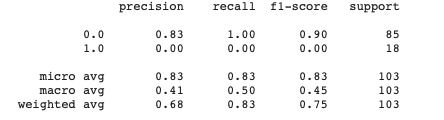 precision recall f1-score support
0.0 0.83 1.00 0.90 85
1.0 0.00 0.00 0.00 18
micro avg 0.83 0.83 0.83 103
macro avg 0.41 0.50 0.45 103
weighted avg 0.68 0.83 0.75 103